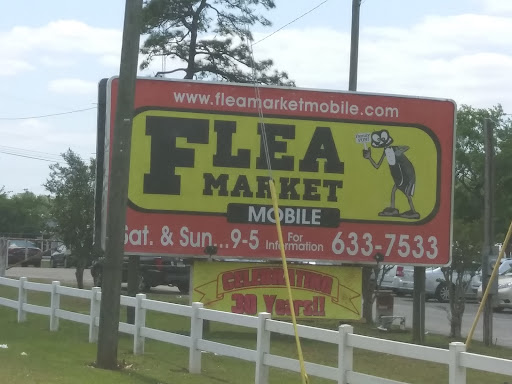 www.fleamarketmobile.com
FLEA
MARKET
MOBILE
Sat. & Sun...9-5 For Information 633-7533
CELEBRATING
30 Years!!